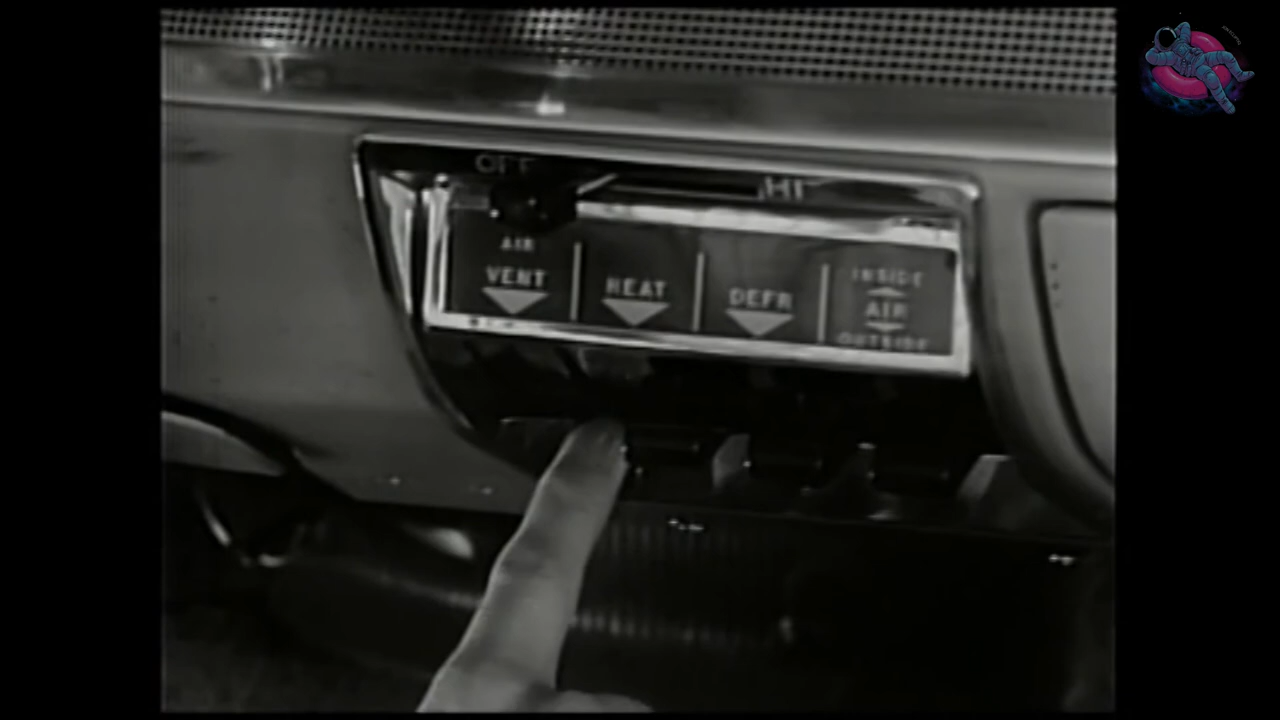 OFF
HI
AIR
VENT
HEAT
DEFR
INSIDE
AIR
OUTSIDE